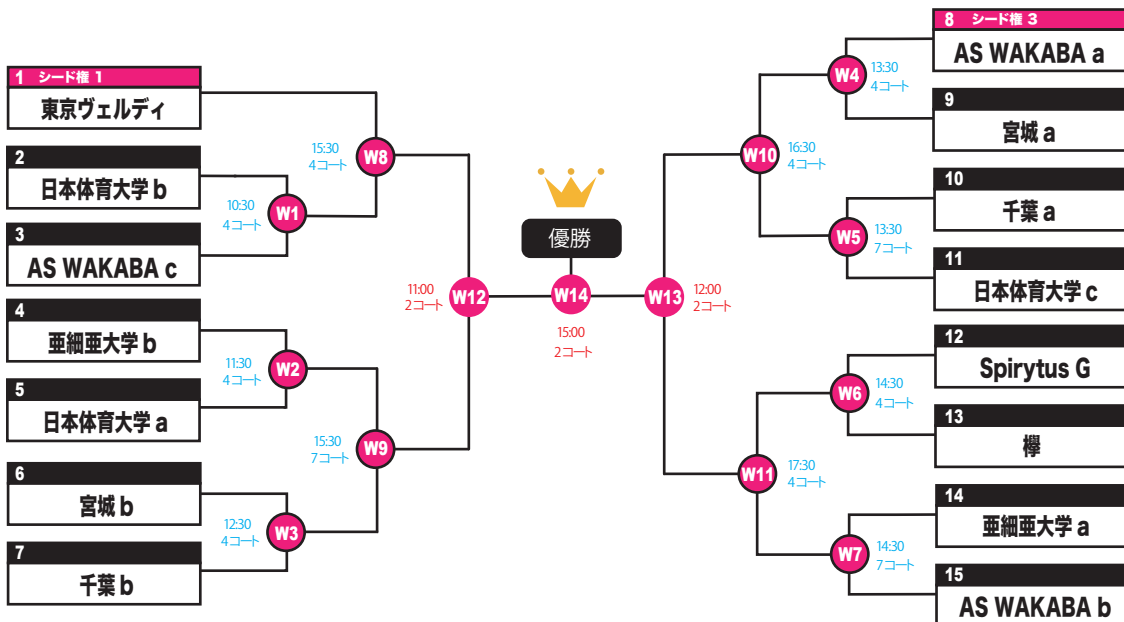 1 シード権 1
東京ヴェルディ
2
日本体育大学 b
3
AS WAKABA c
4
亜細亜大学 b
5
日本体育大学 a
6
宮城 b
7
千葉 b
W1
10:30
4コート
W2
11:30
4コート
W3
12:30
4コート
W8
15:30
4コート
W9
15:30
7コート
11:00
2コート
W12
優勝
W14
15:00
2コート
W13
12:00
2コート
W10
16:30
4コート
W11
17:30
4コート
W4
13:30
4コート
W5
13:30
7コート
W6
14:30
4コート
W7
14:30
7コート
8 シード権 3
AS WAKABA a
9
宮城 a
10
千葉 a
11
日本体育大学 c
12
Spirytus G
13
欅
14
亜細亜大学 a
15
AS WAKABA b